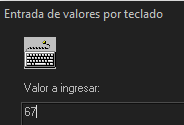 Entrada de valores por teclado
Valor a ingresar:
67